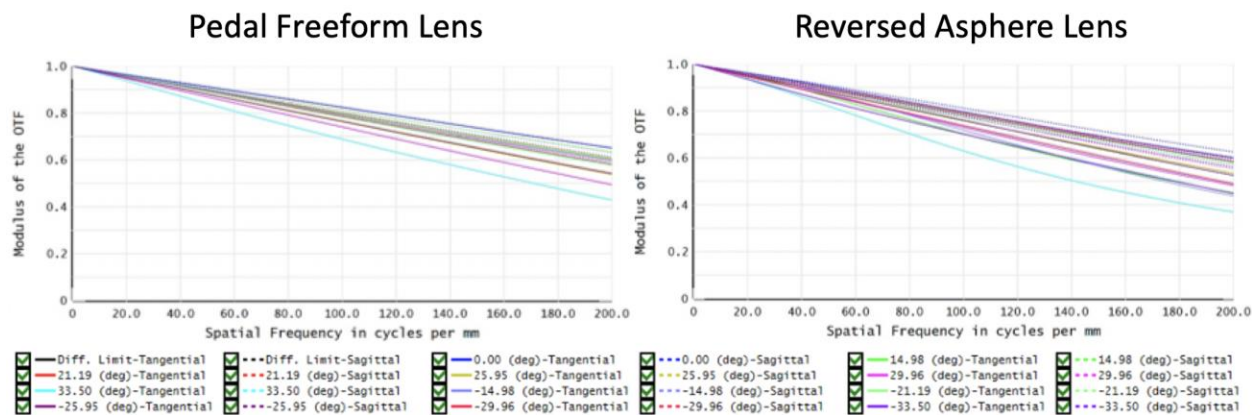 Pedal Freeform Lens
Reversed Asphere Lens
Modulus of the OTF
1.0
0.8
0.6
0.4
0.2
0
0 20.0 40.0 60.0 80.0 100.0 120.0 140.0 160.0 180.0 200.0
Spatial Frequency in cycles per mm
Modulus of the OTF
1.0
0.8
0.6
0.4
0.2
0
0 20.0 40.0 60.0 80.0 100.0 120.0 140.0 160.0 180.0 200.0
Spatial Frequency in cycles per mm
Diff. Limit-Tangential Diff. Limit-Sagittal 0.00 (deg)-Tangential 0.00 (deg)-Sagittal 14.98 (deg)-Tangential 14.98 (deg)-Sagittal
21.19 (deg)-Tangential 21.19 (deg)-Sagittal 25.95 (deg)-Tangential 25.95 (deg)-Sagittal 29.96 (deg)-Tangential 29.96 (deg)-Sagittal
33.50 (deg)-Tangential 33.50 (deg)-Sagittal -14.98 (deg)-Tangential -14.98 (deg)-Sagittal -21.19 (deg)-Tangential -21.19 (deg)-Sagittal
-25.95 (deg)-Tangential -25.95 (deg)-Sagittal -29.96 (deg)-Tangential -29.96 (deg)-Sagittal -33.50 (deg)-Tangential -33.50 (deg)-Sagittal